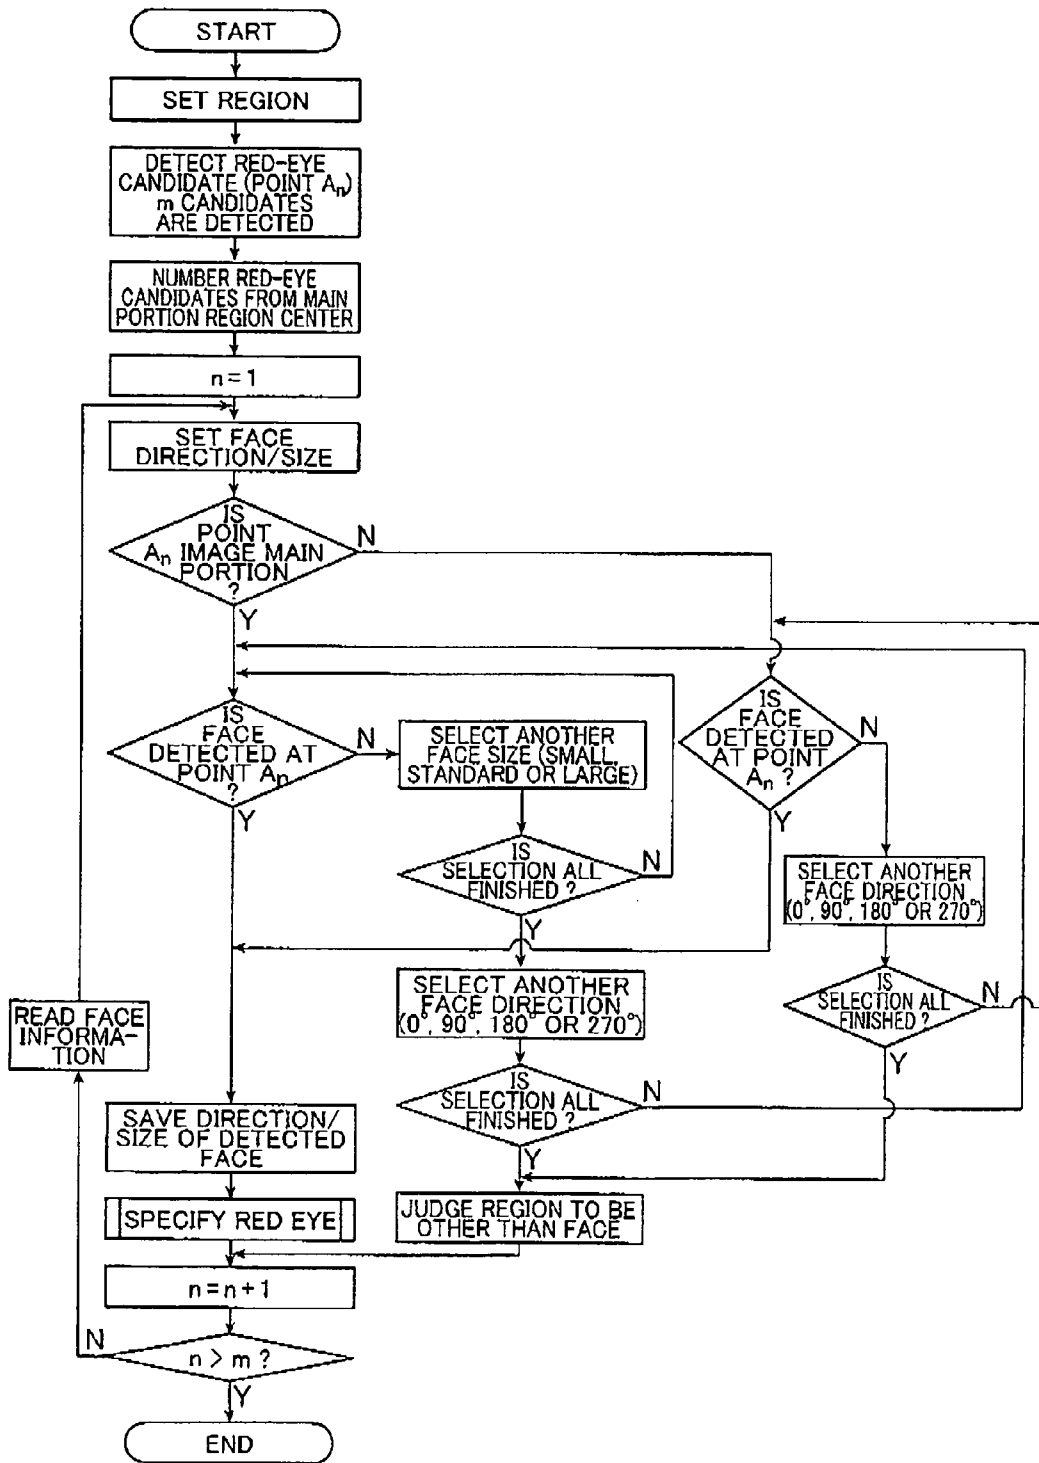 START
SET REGION
DETECT RED-EYE
CANDIDATE (POINT An)
m CANDIDATES
ARE DETECTED
NUMBER RED-EYE
CANDIDATES FROM MAIN
PORTION REGION CENTER
n=1
SET FACE
DIRECTION/SIZE
IS
POINT
An IMAGE MAIN
PORTION
?
N
Y
IS
FACE
DETECTED AT
POINT An
?
N
Y
SELECT ANOTHER
FACE SIZE (SMALL,
STANDARD OR LARGE)
IS
SELECTION ALL
FINISHED ?
N
Y
IS
FACE
DETECTED
AT POINT
An ?
N
Y
SELECT ANOTHER
FACE DIRECTION
(0°, 90°, 180° OR 270°)
IS
SELECTION ALL
FINISHED ?
N
Y
SELECT ANOTHER
FACE DIRECTION
(0°, 90°, 180° OR 270°)
IS
SELECTION ALL
FINISHED ?
N
Y
READ FACE
INFORMA-
TION
SAVE DIRECTION/
SIZE OF DETECTED
FACE
SPECIFY RED EYE
JUDGE REGION TO BE
OTHER THAN FACE
n=n+1
n > m ?
N
Y
END